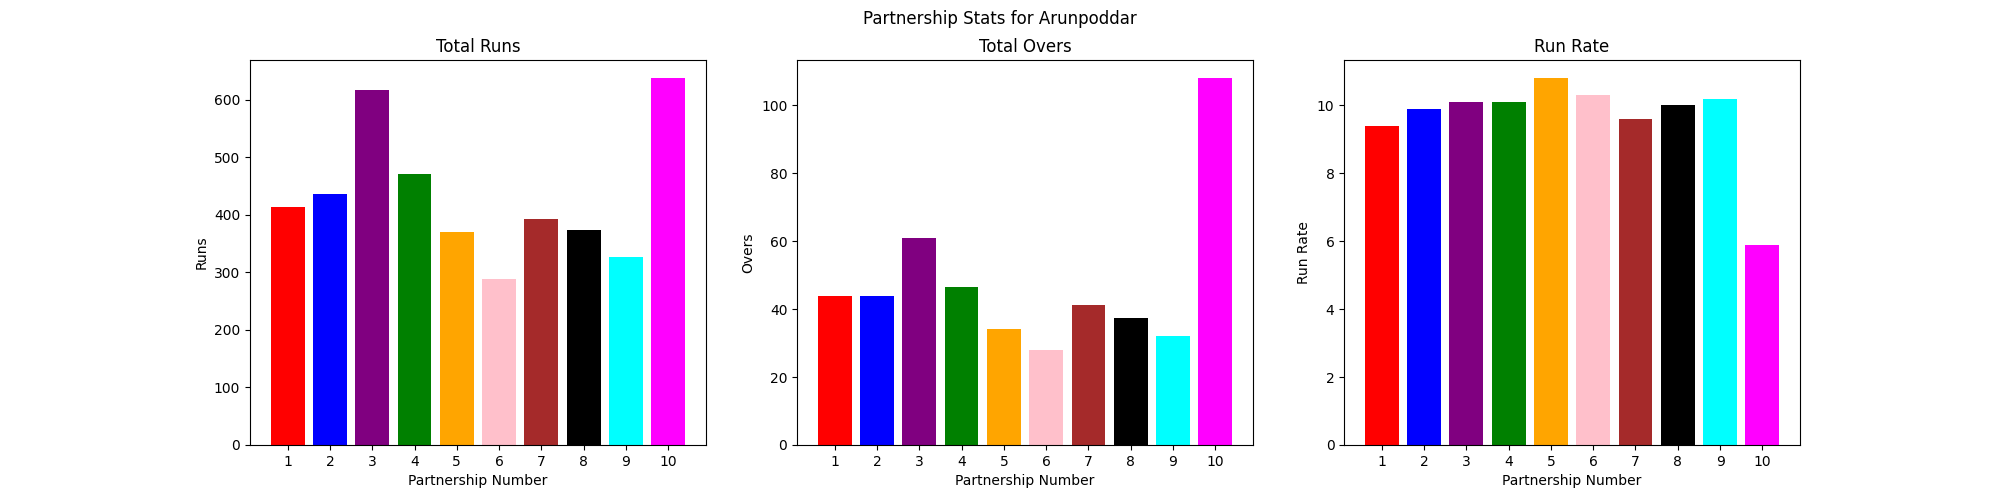 Partnership Stats for Arunpoddar
Total Runs
Runs
600
500
400
300
200
100
0
1 2 3 4 5 6 7 8 9 10
Partnership Number
Total Overs
Overs
100
80
60
40
20
0
1 2 3 4 5 6 7 8 9 10
Partnership Number
Run Rate
Run Rate
10
8
6
4
2
0
1 2 3 4 5 6 7 8 9 10
Partnership Number